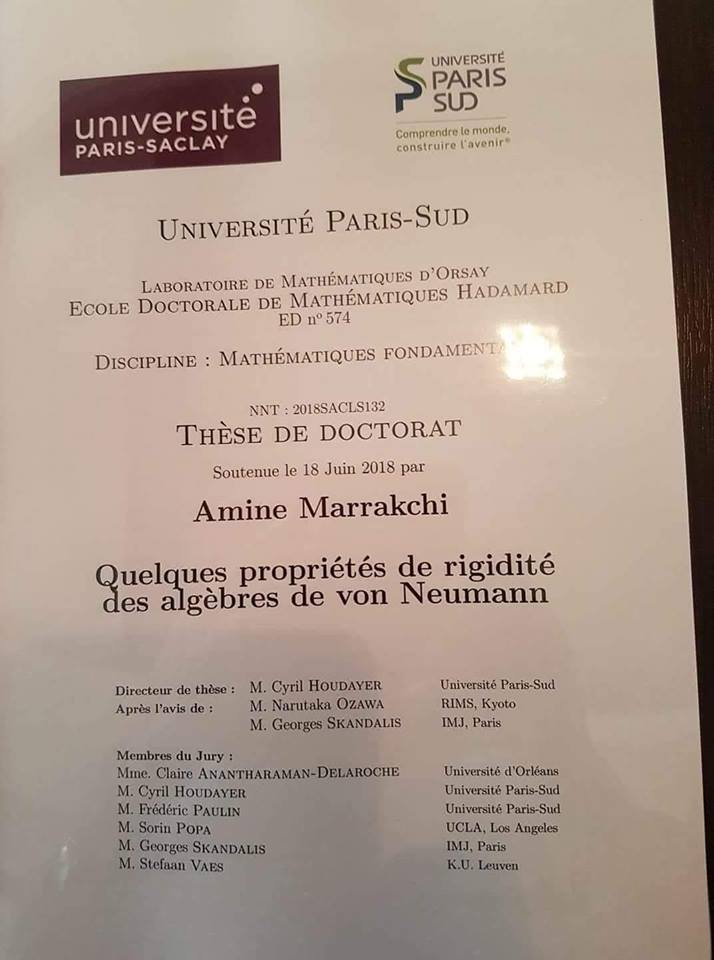 université
PARIS-SACLAY
UNIVERSITÉ
PARIS
SUD
Comprendre le monde,
construire l'avenir®
UNIVERSITÉ PARIS-SUD
LABORATOIRE DE MATHÉMATIQUES D'ORSAY
ECOLE DOCTORALE DE MATHÉMATIQUES HADAMARD
ED nº 574
DISCIPLINE : MATHÉMATIQUES
NNT : 2018SACLS132
THÈSE DE DOCTORAT
Soutenue le 18 Juin 2018 par
Amine Marrakchi
Quelques propriétés de rigidité
des algèbres de von Neumann
Directeur de thèse : M. Cyril HOUDAYER Université Paris-Sud
Après l'avis de : M. Narutaka OZAWA RIMS, Kyoto
M. Georges SKANDALIS IMJ, Paris
Membres du Jury :
Mme. Claire ANANTHARAMAN-DELAROCHE Université d'Orléans
M. Cyril HOUDAYER Université Paris-Sud
M. Frédéric PAULIN Université Paris-Sud
M. Sorin POPA UCLA, Los Angeles
M. Georges SKANDALIS IMJ, Paris
M. Stefaan VAES K.U. Leuven